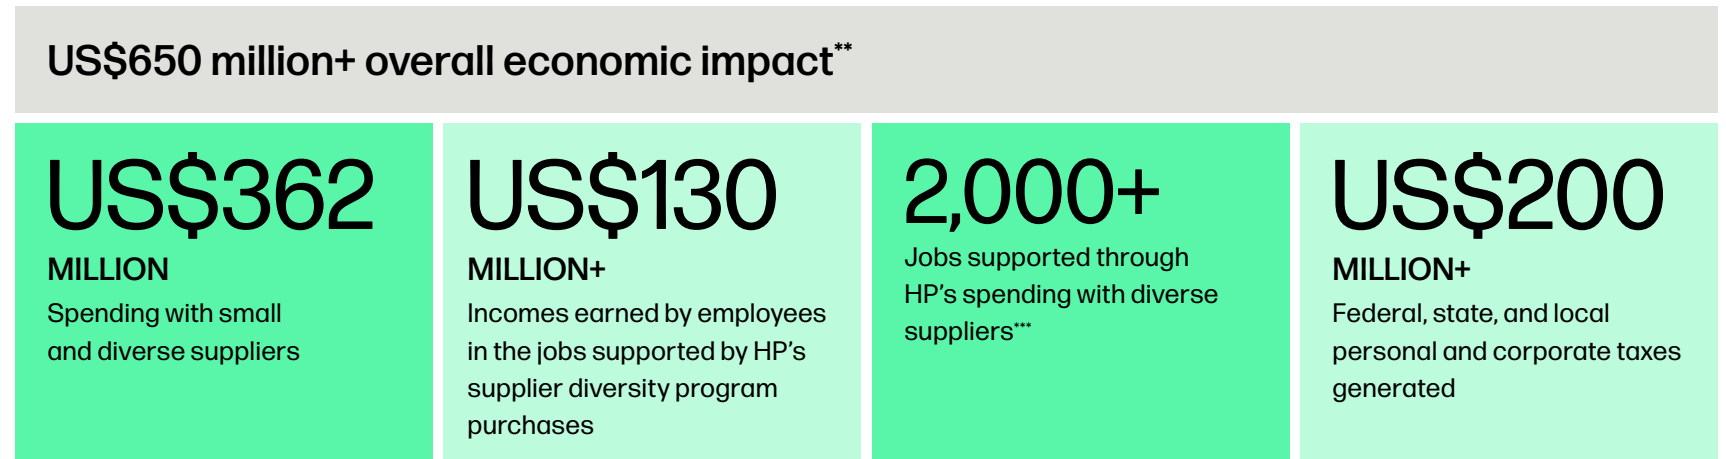 US$650 million+ overall economic impact**
US$362
MILLION
Spending with small
and diverse suppliers
US$130
MILLION+
Incomes earned by employees
in the jobs supported by HP’s
supplier diversity program
purchases
2,000+
Jobs supported through
HP’s spending with diverse
suppliers***
US$200
MILLION+
Federal, state, and local
personal and corporate taxes
generated